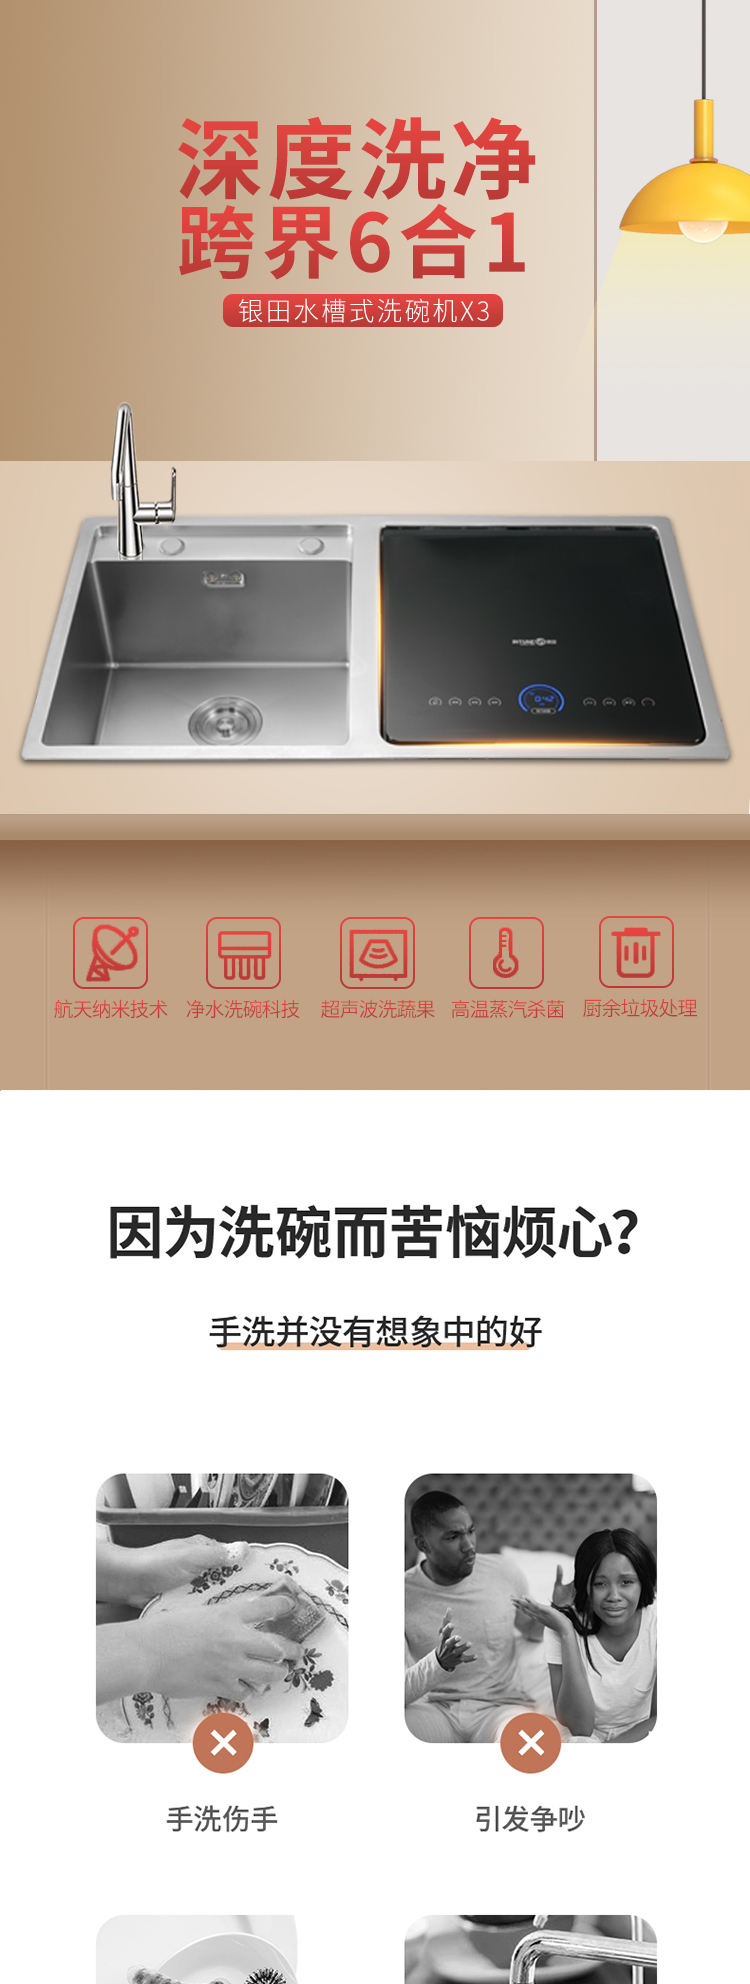 深度洗净
跨界6合1
银田水槽式洗碗机X3
航天纳米技术 净水洗碗科技 超声波洗蔬果 高温蒸汽杀菌 厨余垃圾处理
因为洗碗而苦恼烦心?
手洗并没有想象中的好
手洗伤手 引发争吵